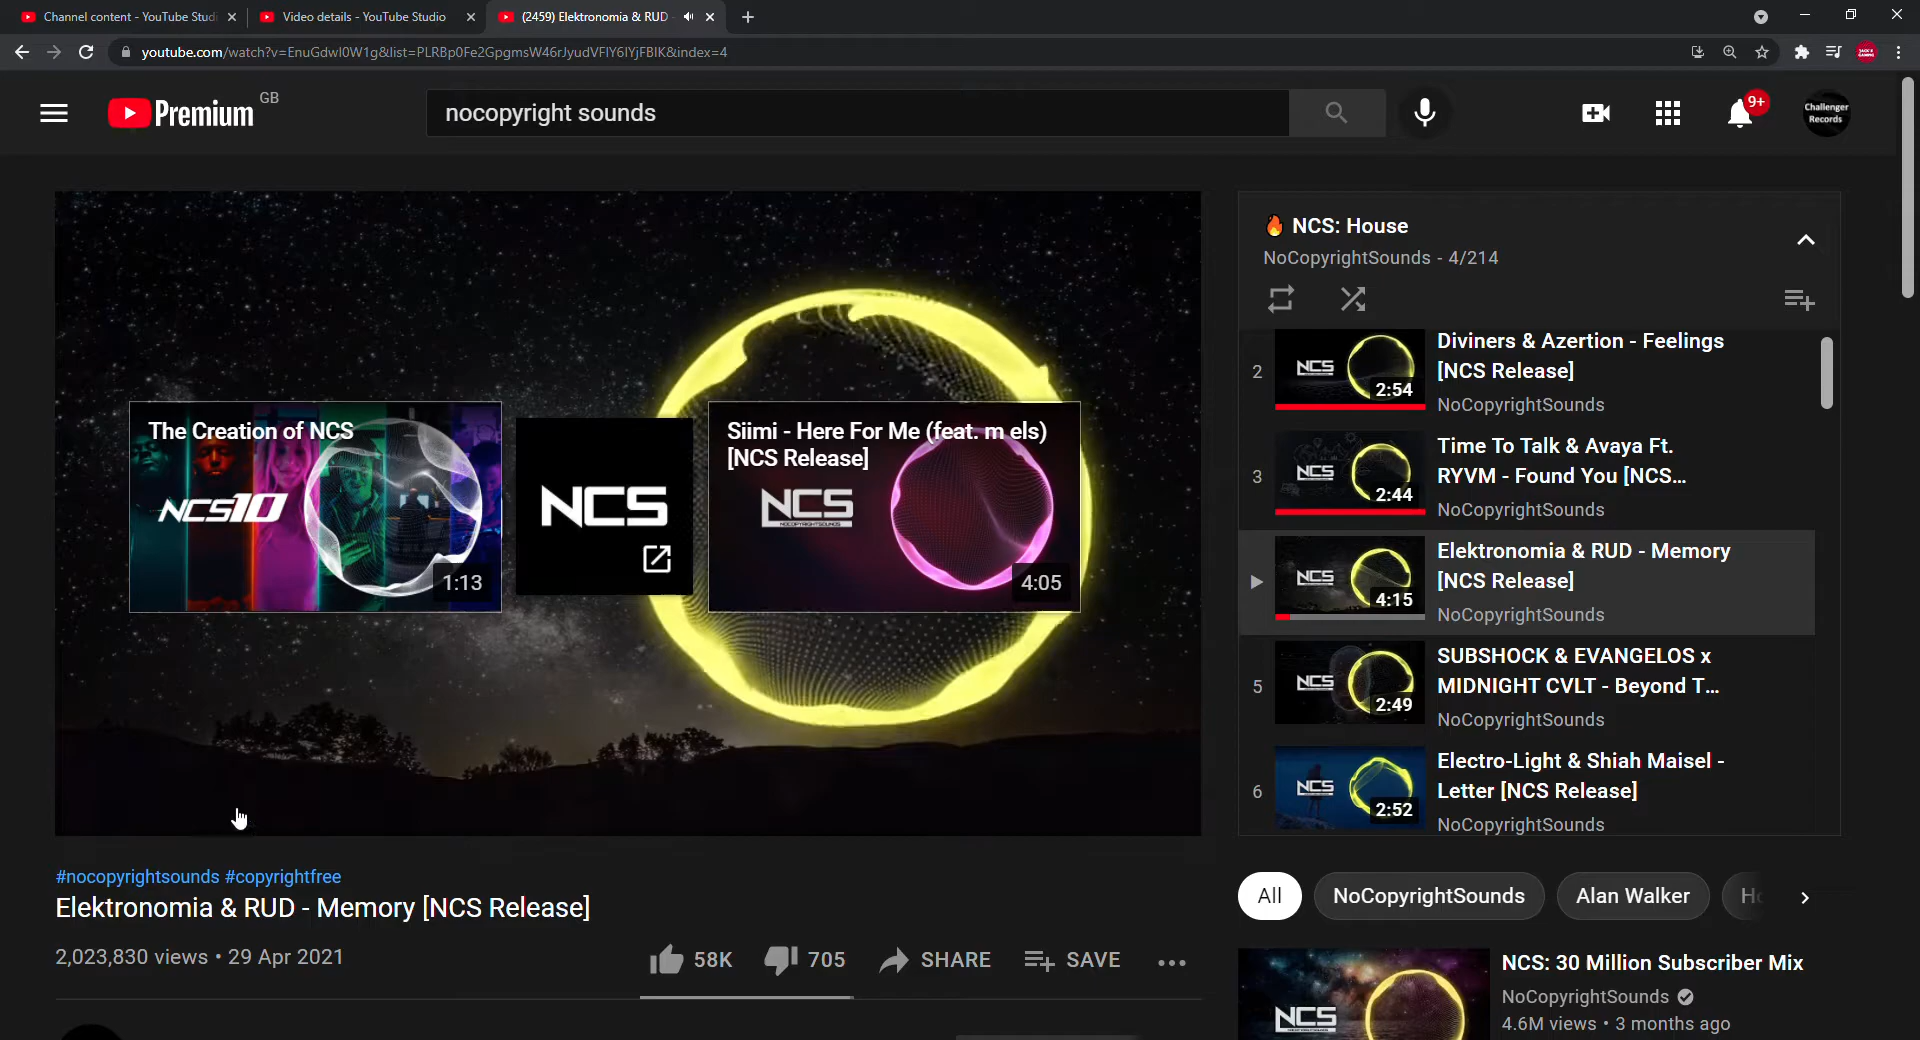 Channel content - YouTube Studi
Video details - YouTube Studio
(2459) Elektronomia & RUD
youtube.com/watch?v=EnuGdwI0W1g&list=PLRBp0Fe2GpgmsW46rJyudVFIY6IYjFBIK&index=4
JACK'S GAMING
Premium GB
nocopyright sounds
9+
Challenger
Records
The Creation of NCS
NCS10
1:13
NCS
Siimi - Here For Me (feat. m els)
[NCS Release]
NCS
NOCOPYRIGHTSOUNDS
4:05
#nocopyrightsounds #copyrightfree
Elektronomia & RUD - Memory [NCS Release]
2,023,830 views • 29 Apr 2021
58K
705
SHARE
SAVE
NCS: House
NoCopyrightSounds - 4/214
2
NCS
2:54
Diviners & Azertion - Feelings
[NCS Release]
NoCopyrightSounds
3
NCS
2:44
Time To Talk & Avaya Ft.
RYVM - Found You [NCS...
NoCopyrightSounds
NCS
4:15
Elektronomia & RUD - Memory
[NCS Release]
NoCopyrightSounds
5
NCS
2:49
SUBSHOCK & EVANGELOS x
MIDNIGHT CVLT - Beyond T...
NoCopyrightSounds
6
NCS
2:52
Electro-Light & Shiah Maisel -
Letter [NCS Release]
NoCopyrightSounds
All
NoCopyrightSounds
Alan Walker
NCS
NCS: 30 Million Subscriber Mix
NoCopyrightSounds
4.6M views • 3 months ago